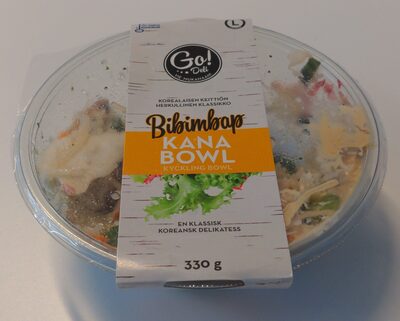 L
Go!
Deli
KOREALAISEN KEITTIÖN
HERKULLINEN KLASSIKKO
Bibimbap
KANA
BOWL
KYCKLING BOWL
EN KLASSISK
KOREANSK DELIKATESS
330 g